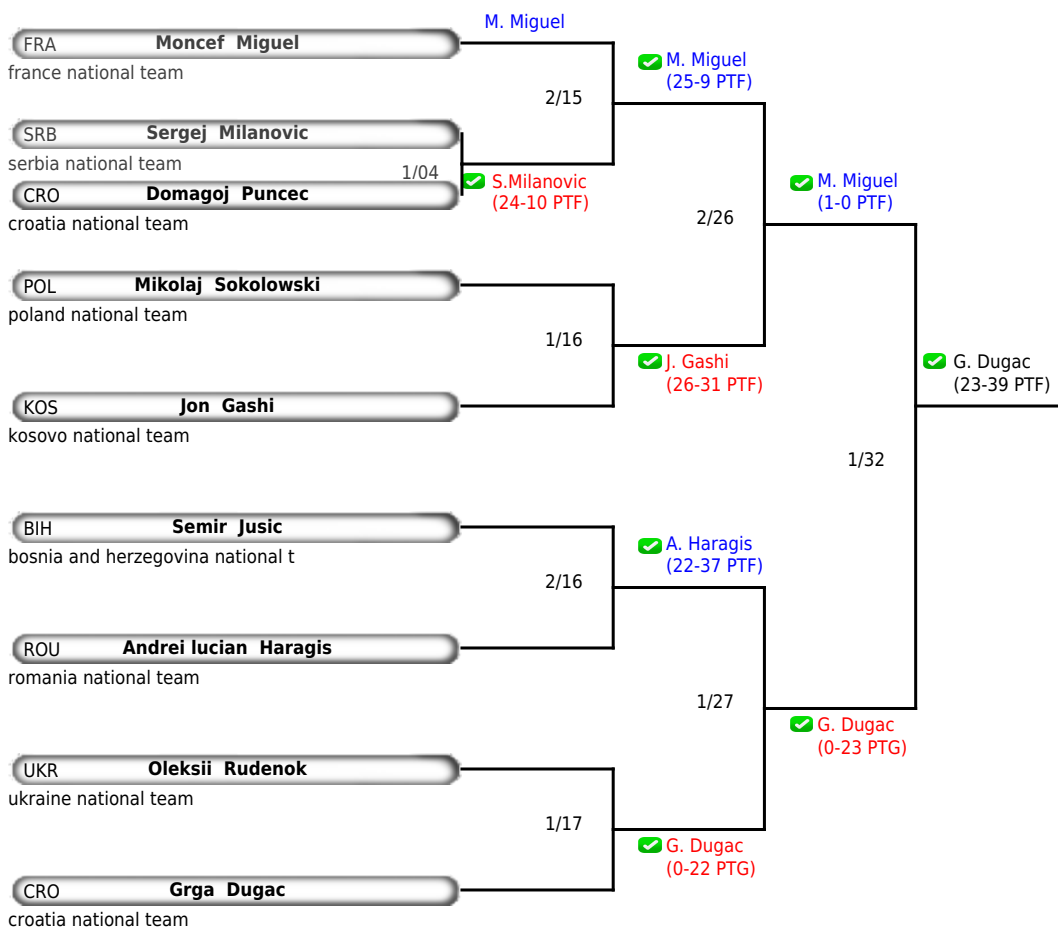 M. Miguel
FRA Moncef Miguel
france national team
M. Miguel
(25-9 PTF)
2/15
SRB Sergej Milanovic
serbia national team
1/04
S.Milanovic
(24-10 PTF)
CRO Domagoj Puncec
croatia national team
M. Miguel
(1-0 PTF)
2/26
POL Mikolaj Sokolowski
poland national team
1/16
J. Gashi
(26-31 PTF)
G. Dugac
(23-39 PTF)
KOS Jon Gashi
kosovo national team
1/32
BIH Semir Jusic
bosnia and herzegovina national t
A. Haragis
(22-37 PTF)
2/16
ROU Andrei lucian Haragis
romania national team
1/27
G. Dugac
(0-23 PTG)
UKR Oleksii Rudenok
ukraine national team
1/17
G. Dugac
(0-22 PTG)
CRO Grga Dugac
croatia national team